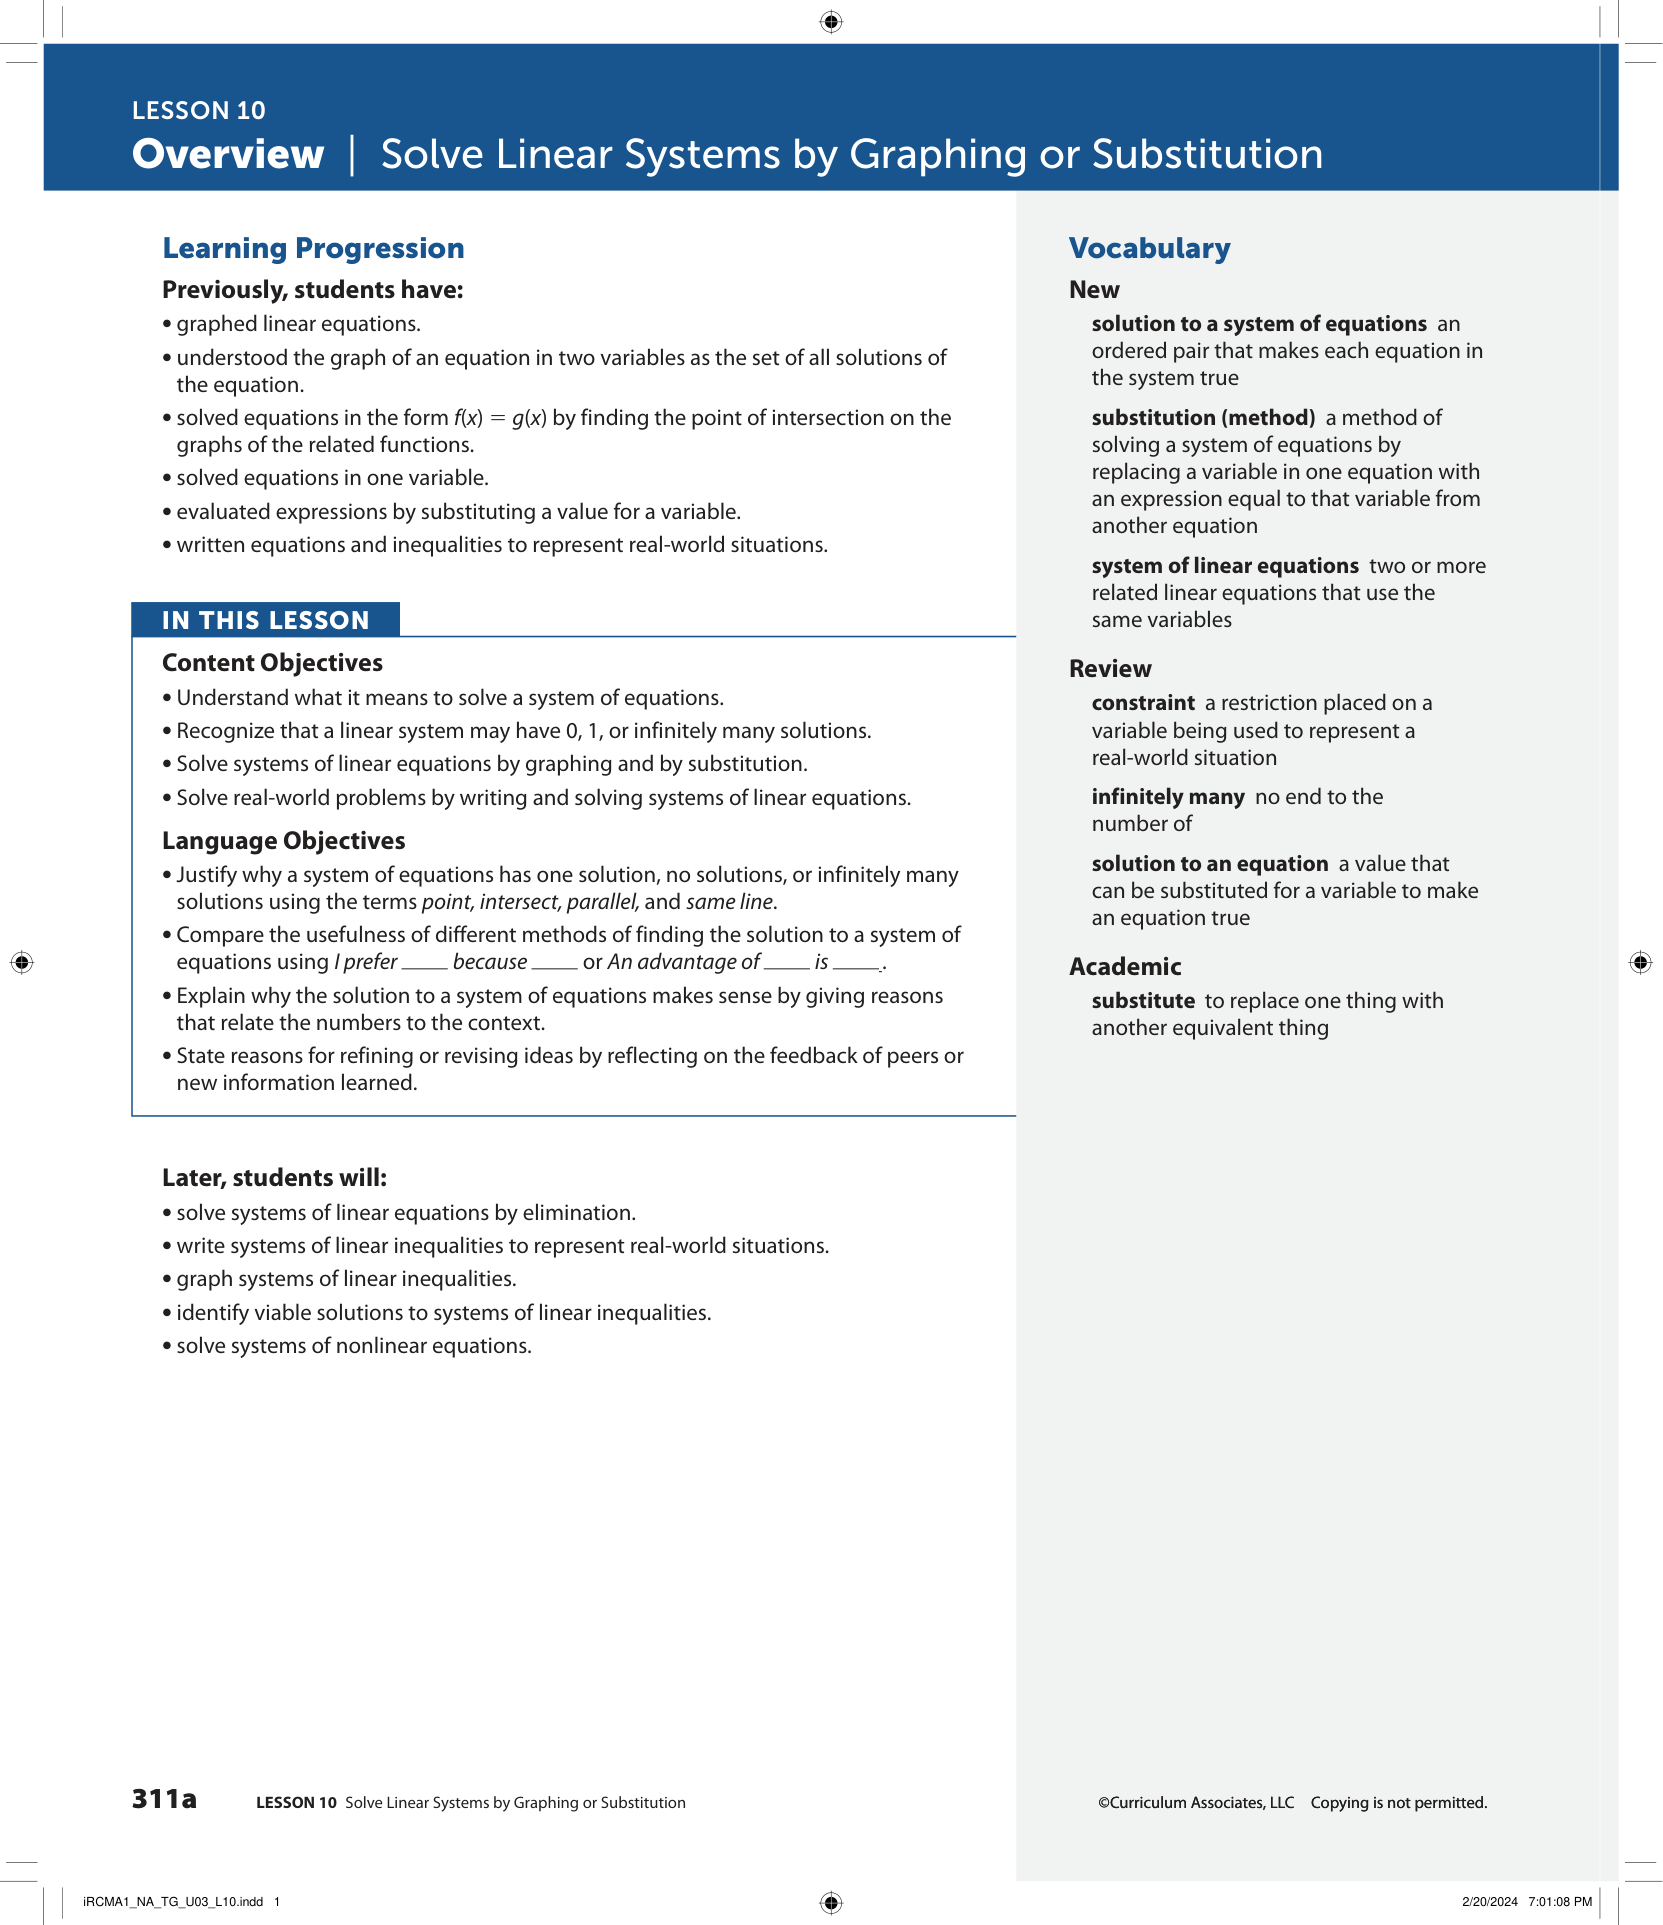 LESSON 10
Overview | Solve Linear Systems by Graphing or Substitution
Learning Progression
Previously, students have:
• graphed linear equations.
• understood the graph of an equation in two variables as the set of all solutions of
the equation.
• solved equations in the form f(x) = g(x) by finding the point of intersection on the
graphs of the related functions.
• solved equations in one variable.
• evaluated expressions by substituting a value for a variable.
• written equations and inequalities to represent real-world situations.
IN THIS LESSON
Content Objectives
• Understand what it means to solve a system of equations.
• Recognize that a linear system may have 0, 1, or infinitely many solutions.
• Solve systems of linear equations by graphing and by substitution.
• Solve real-world problems by writing and solving systems of linear equations.
Language Objectives
• Justify why a system of equations has one solution, no solutions, or infinitely many
solutions using the terms point, intersect, parallel, and same line.
• Compare the usefulness of different methods of finding the solution to a system of
equations using I prefer ____ because ____ or An advantage of ____ is ____.
• Explain why the solution to a system of equations makes sense by giving reasons
that relate the numbers to the context.
• State reasons for refining or revising ideas by reflecting on the feedback of peers or
new information learned.
Later, students will:
• solve systems of linear equations by elimination.
• write systems of linear inequalities to represent real-world situations.
• graph systems of linear inequalities.
• identify viable solutions to systems of linear inequalities.
• solve systems of nonlinear equations.
Vocabulary
New
solution to a system of equations an
ordered pair that makes each equation in
the system true
substitution (method) a method of
solving a system of equations by
replacing a variable in one equation with
an expression equal to that variable from
another equation
system of linear equations two or more
related linear equations that use the
same variables
Review
constraint a restriction placed on a
variable being used to represent a
real-world situation
infinitely many no end to the
number of
solution to an equation a value that
can be substituted for a variable to make
an equation true
Academic
substitute to replace one thing with
another equivalent thing
311a LESSON 10 Solve Linear Systems by Graphing or Substitution
©Curriculum Associates, LLC Copying is not permitted.
iRCMA1_NA_TG_U03_L10.indd 1
2/20/2024 7:01:08 PM